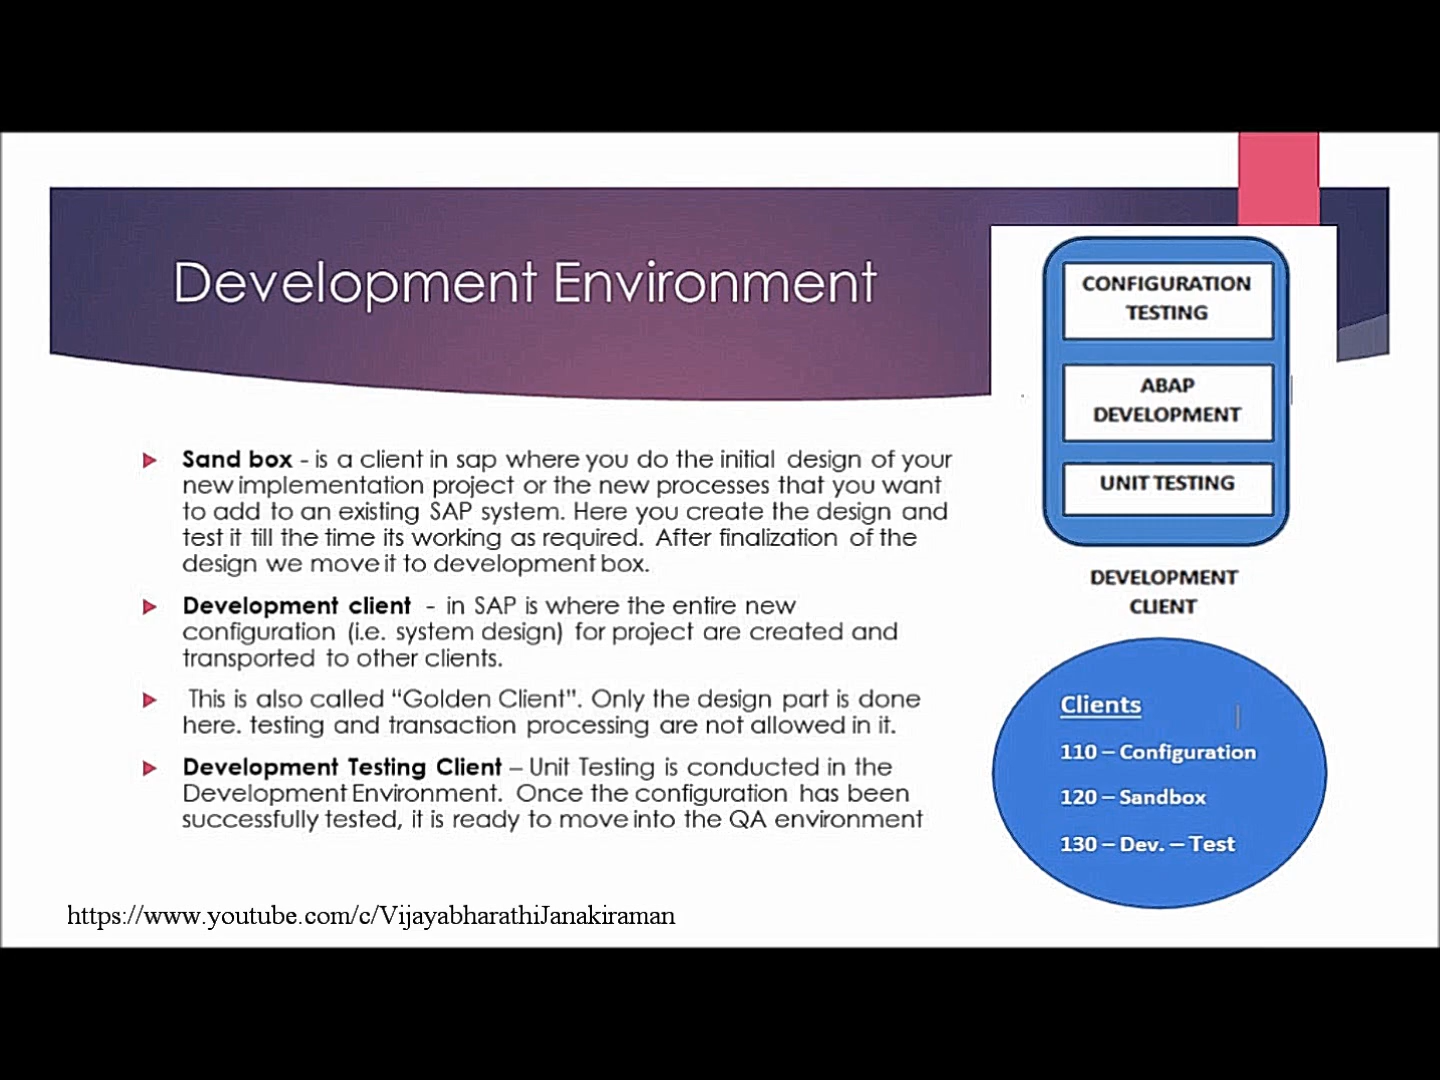 Development Environment
Sand box - is a client in sap where you do the initial design of your
new implementation project or the new processes that you want
to add to an existing SAP system. Here you create the design and
test it till the time its working as required. After finalization of the
design we move it to development box.
Development client - in SAP is where the entire new
configuration (i.e. system design) for project are created and
transported to other clients.
This is also called “Golden Client”. Only the design part is done
here. testing and transaction processing are not allowed in it.
Development Testing Client – Unit Testing is conducted in the
Development Environment. Once the configuration has been
successfully tested, it is ready to move into the QA environment
CONFIGURATION
TESTING
ABAP
DEVELOPMENT
UNIT TESTING
DEVELOPMENT
CLIENT
Clients
110 – Configuration
120 – Sandbox
130 – Dev. – Test
https://www.youtube.com/c/VijayabharathiJanakiraman